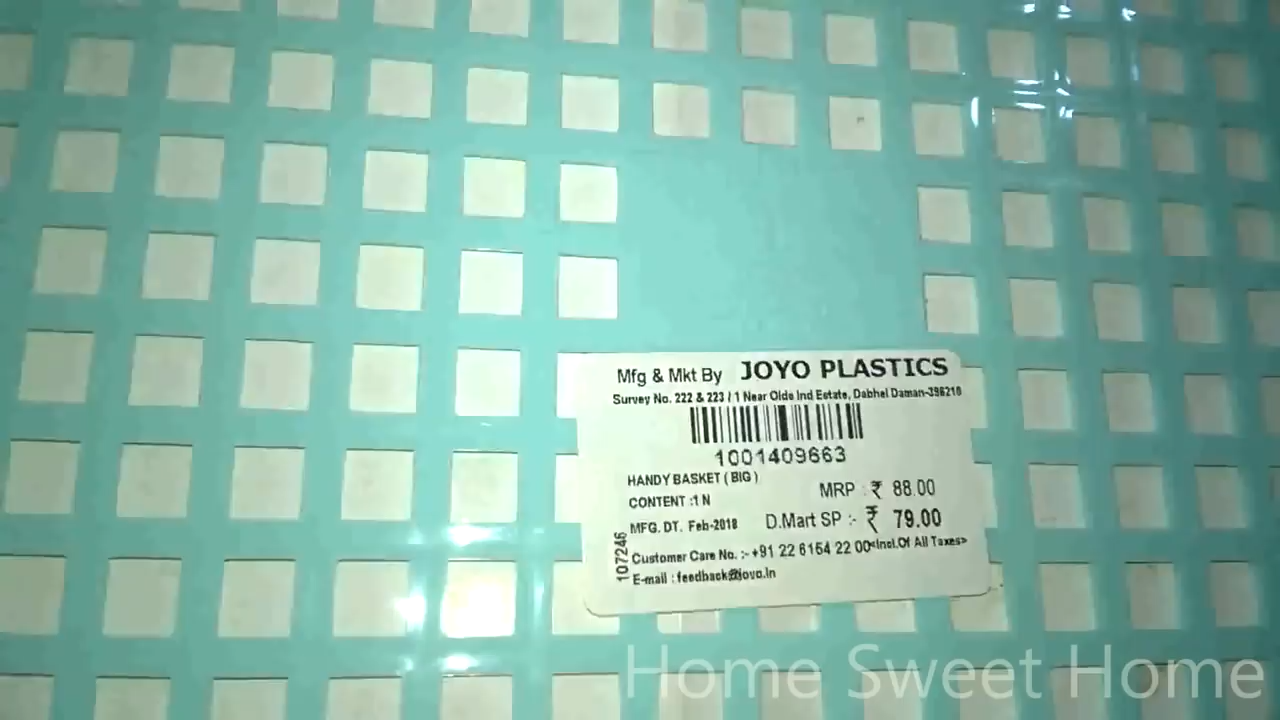 Mfg & Mkt By JOYO PLASTICS
Survey No. 222 & 223 / 1 Near Olde Ind Estate, Dabhel Daman-396210
1001409663
HANDY BASKET ( BIG )
CONTENT :1 N
MRP : ₹ 88.00
MFG. DT. Feb-2018 D.Mart SP :- ₹ 79.00
107246
Customer Care No. :- +91 22 6154 22 00<Incl.Of All Taxes>
E-mail : feedback@joyo.in
Home Sweet Home